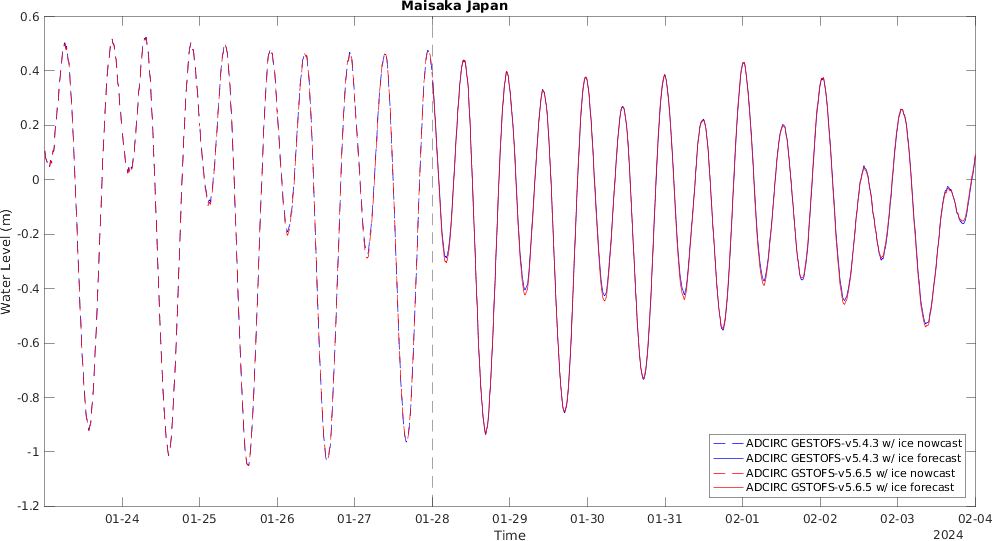 Maisaka Japan
0.6
0.4
0.2
0
-0.2
-0.4
-0.6
-0.8
-1
-1.2
Water Level (m)
ADCIRC GESTOFS-v5.4.3 w/ ice nowcast
ADCIRC GESTOFS-v5.4.3 w/ ice forecast
ADCIRC GSTOFS-v5.6.5 w/ ice nowcast
ADCIRC GSTOFS-v5.6.5 w/ ice forecast
01-24 01-25 01-26 01-27 01-28 01-29 01-30 01-31 02-01 02-02 02-03 02-04
Time
2024